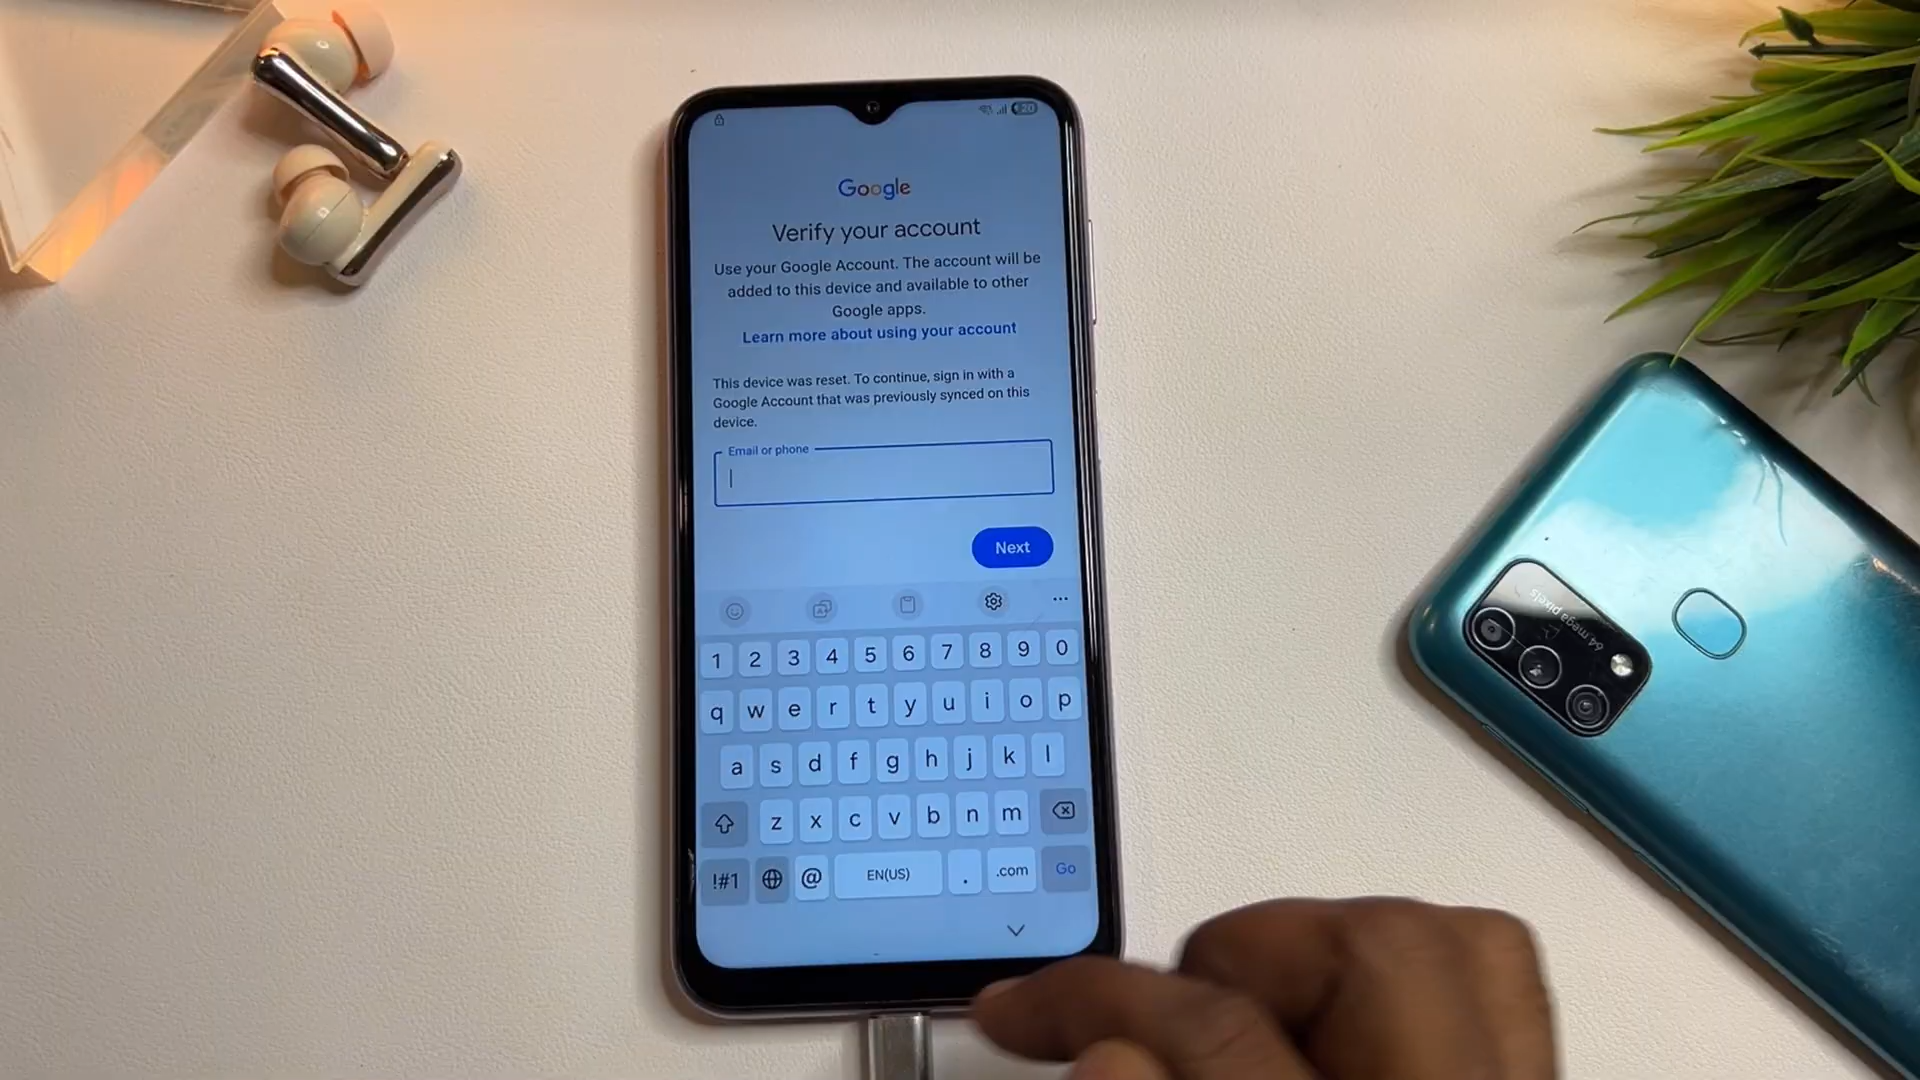 20
Google
Verify your account
Use your Google Account. The account will be
added to this device and available to other
Google apps.
Learn more about using your account
This device was reset. To continue, sign in with a
Google Account that was previously synced on this
device.
Email or phone
Next
1 2 3 4 5 6 7 8 9 0
q w e r t y u i o p
a s d f g h j k l
z x c v b n m
!#1 @ EN(US) . .com Go
64 mega pixels